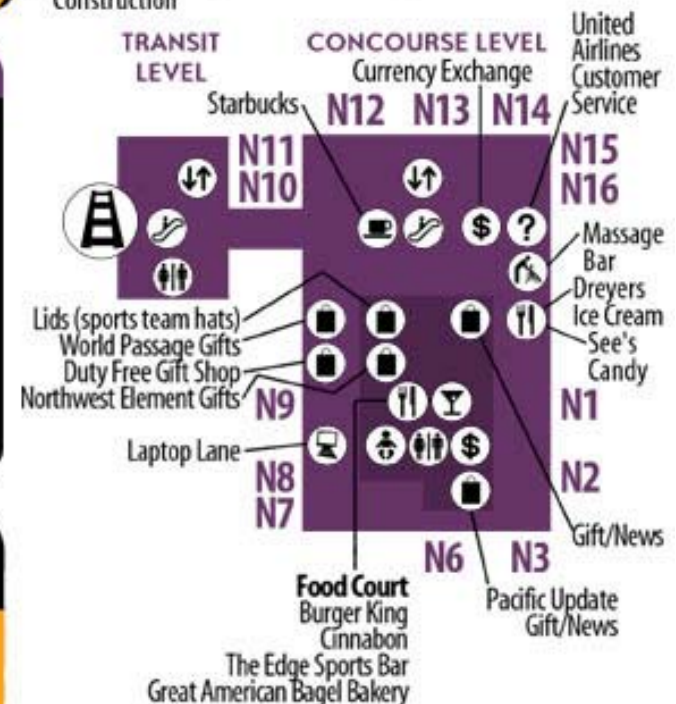 Construction
TRANSIT
LEVEL
CONCOURSE LEVEL
Currency Exchange
United
Airlines
Customer
Service
Starbucks
N12 N13 N14
N11
N10
N15
N16
$
?
Massage
Bar
Dreyers
Ice Cream
See's
Candy
Lids (sports team hats)
World Passage Gifts
Duty Free Gift Shop
Northwest Element Gifts
N9
N1
Laptop Lane
$
N8
N7
N2
Gift/News
N6 N3
Pacific Update
Gift/News
Food Court
Burger King
Cinnabon
The Edge Sports Bar
Great American Bagel Bakery